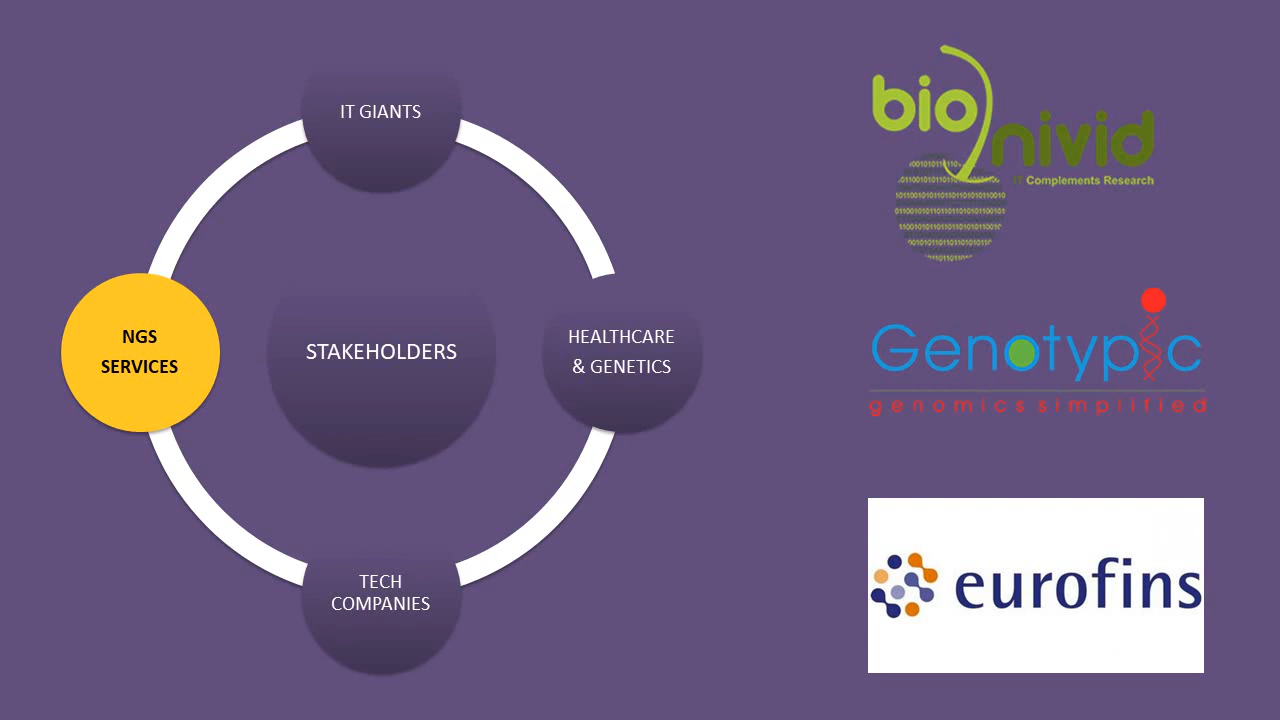 IT GIANTS
NGS
SERVICES
STAKEHOLDERS
HEALTHCARE
& GENETICS
TECH
COMPANIES
bio
nivid
IT Complements Research
Genotypic
genomics simplified
eurofins